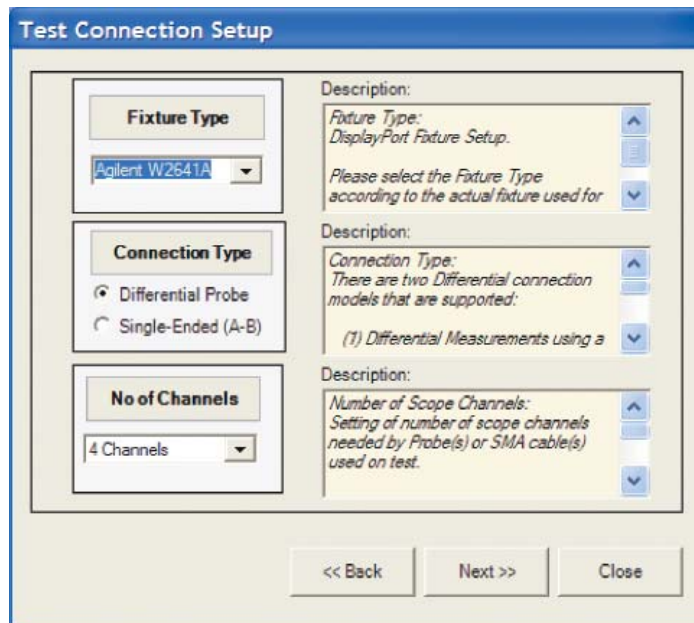 Test Connection Setup
Fixture Type
Agilent W2641A
Description:
Fixture Type:
DisplayPort Fixture Setup.
Please select the Fixture Type
according to the actual fixture used for
Connection Type
Differential Probe
Single-Ended (A-B)
Description:
Connection Type:
There are two Differential connection
models that are supported:
(1) Differential Measurements using a
No of Channels
4 Channels
Description:
Number of Scope Channels:
Setting of number of scope channels
needed by Probe(s) or SMA cable(s)
used on test.
<< Back
Next >>
Close